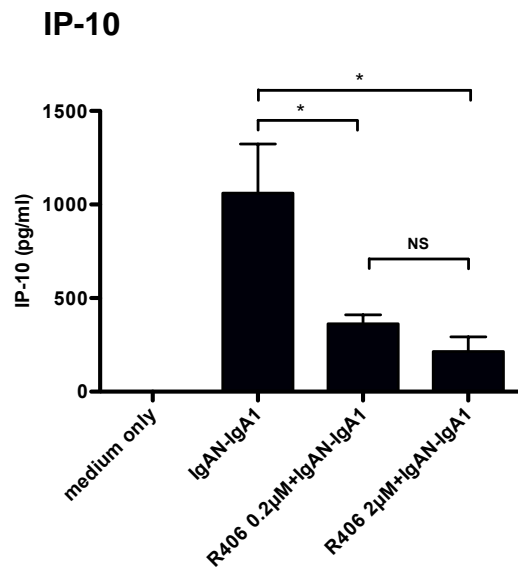 IP-10
*
*
1500
1000
500
0
IP-10 (pg/ml)
NS
medium only
IgAN-IgA1
R406 0.2µM+IgAN-IgA1
R406 2µM+IgAN-IgA1